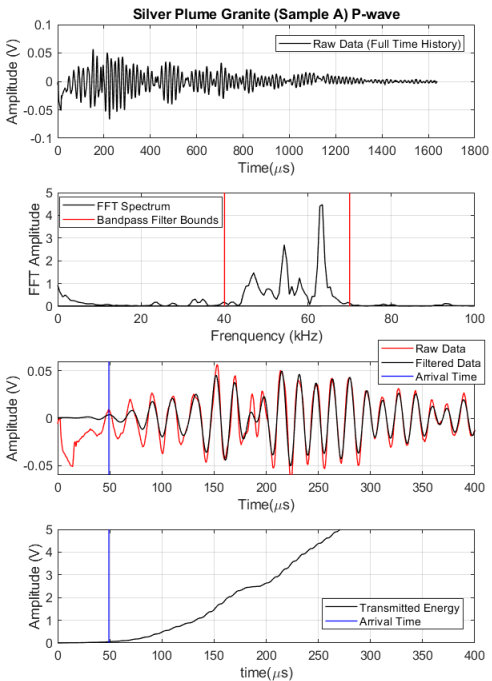 Silver Plume Granite (Sample A) P-wave
0.1
0.05
0
-0.05
-0.1
Amplitude (V)
Raw Data (Full Time History)
0 200 400 600 800 1000 1200 1400 1600 1800
Time(μs)
5
4
3
2
1
0
FFT Amplitude
FFT Spectrum
Bandpass Filter Bounds
0 20 40 60 80 100
Frenquency (kHz)
0.05
0
-0.05
Amplitude (V)
Raw Data
Filtered Data
Arrival Time
0 50 100 150 200 250 300 350 400
Time(μs)
5
4
3
2
1
0
Amplitude (V)
Transmitted Energy
Arrival Time
0 50 100 150 200 250 300 350 400
time(μs)